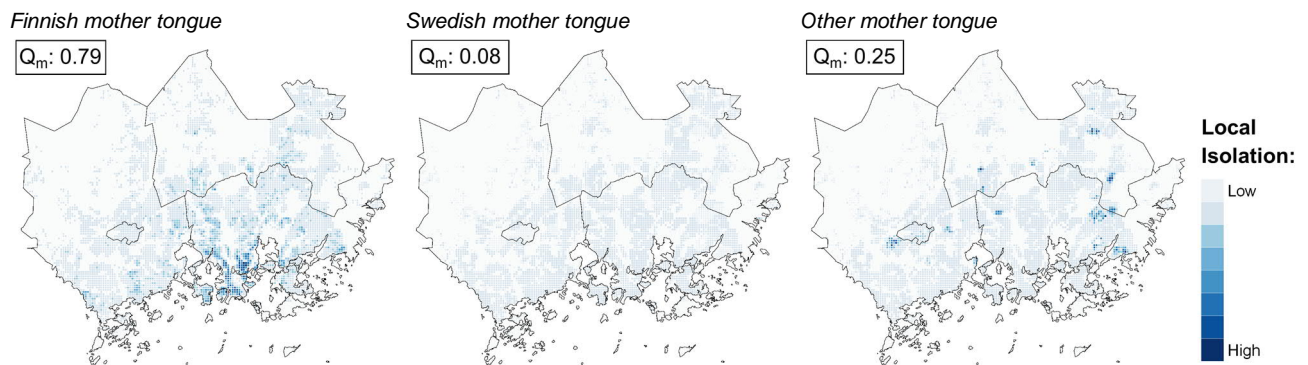 Finnish mother tongue
Qm: 0.79
Swedish mother tongue
Qm: 0.08
Other mother tongue
Qm: 0.25
Local
Isolation:
Low
High